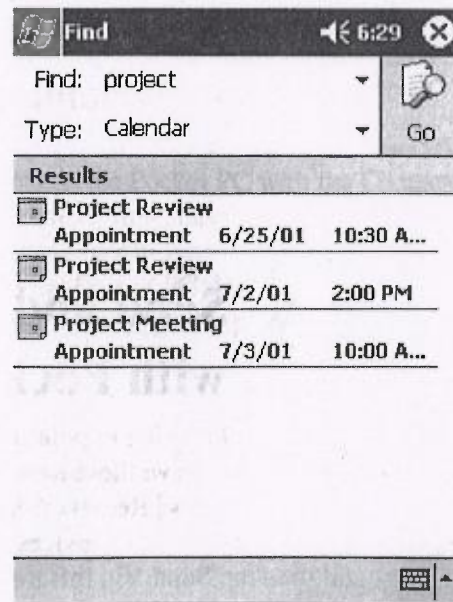 Find 6:29
Find: project
Type: Calendar
Go
Results
Project Review
Appointment 6/25/01 10:30 A...
Project Review
Appointment 7/2/01 2:00 PM
Project Meeting
Appointment 7/3/01 10:00 A...